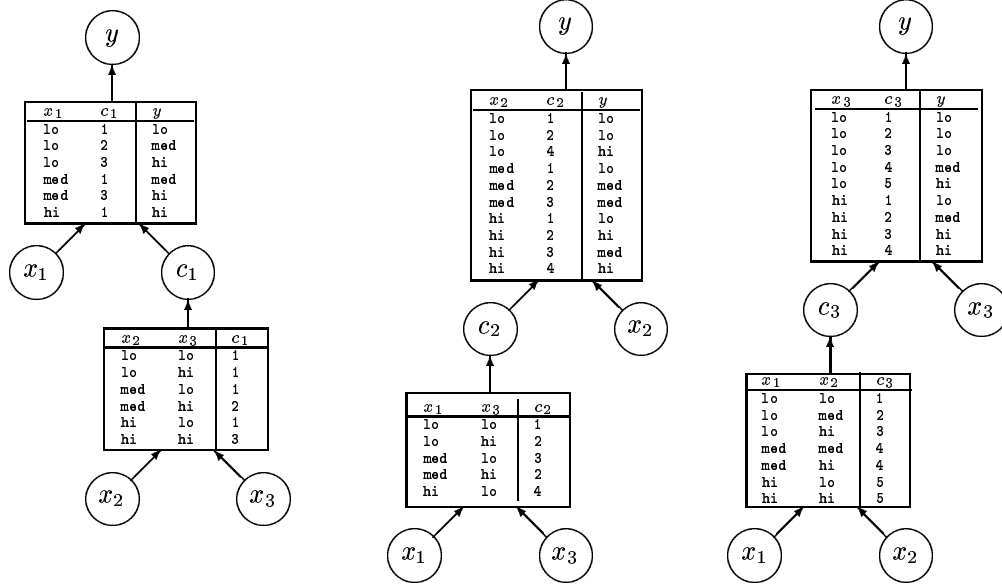 y
x₁ c₁ y
lo 1 lo
lo 2 med
lo 3 hi
med 1 med
med 3 hi
hi 1 hi
x₁
c₁
x₂ x₃ c₁
lo lo 1
lo hi 1
med lo 1
med hi 2
hi lo 1
hi hi 3
x₂
x₃
y
x₂ c₂ y
lo 1 lo
lo 2 lo
lo 4 hi
med 1 lo
med 2 med
med 3 med
hi 1 lo
hi 2 hi
hi 3 med
hi 4 hi
c₂
x₂
x₁ x₃ c₂
lo lo 1
lo hi 2
med lo 3
med hi 2
hi lo 4
x₁
x₃
y
x₃ c₃ y
lo 1 lo
lo 2 lo
lo 3 lo
lo 4 med
lo 5 hi
hi 1 lo
hi 2 med
hi 3 hi
hi 4 hi
c₃
x₃
x₁ x₂ c₃
lo lo 1
lo med 2
lo hi 3
med med 4
med hi 4
hi lo 5
hi hi 5
x₁
x₂